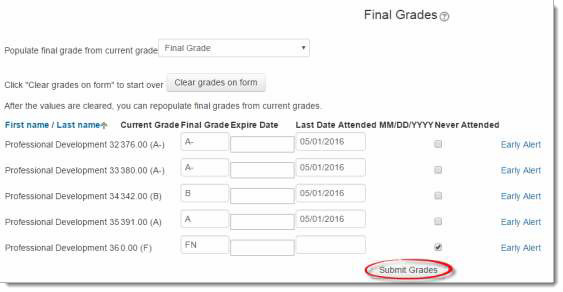 Final Grades
Populate final grade from current grade Final Grade
Click "Clear grades on form" to start over Clear grades on form
After the values are cleared, you can repopulate final grades from current grades.
First name / Last name Current Grade Final Grade Expire Date Last Date Attended MM/DD/YYYY Never Attended
Professional Development 32 376.00 (A-) A- 05/01/2016 Early Alert
Professional Development 33 380.00 (A-) A- 05/01/2016 Early Alert
Professional Development 34 342.00 (B) B 05/01/2016 Early Alert
Professional Development 35 391.00 (A) A 05/01/2016 Early Alert
Professional Development 36 0.00 (F) FN Early Alert
Submit Grades